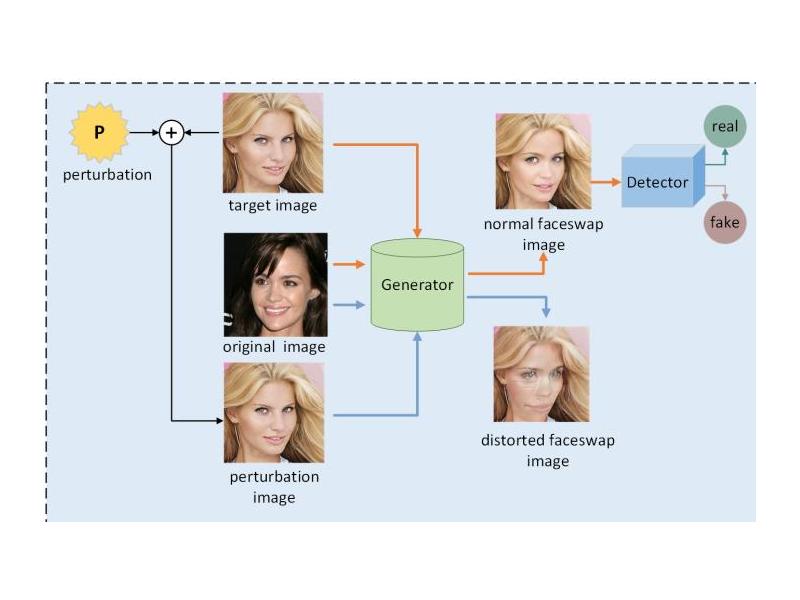 P
+
perturbation
target image
original image
perturbation
image
Generator
normal faceswap
image
distorted faceswap
image
Detector
real
fake